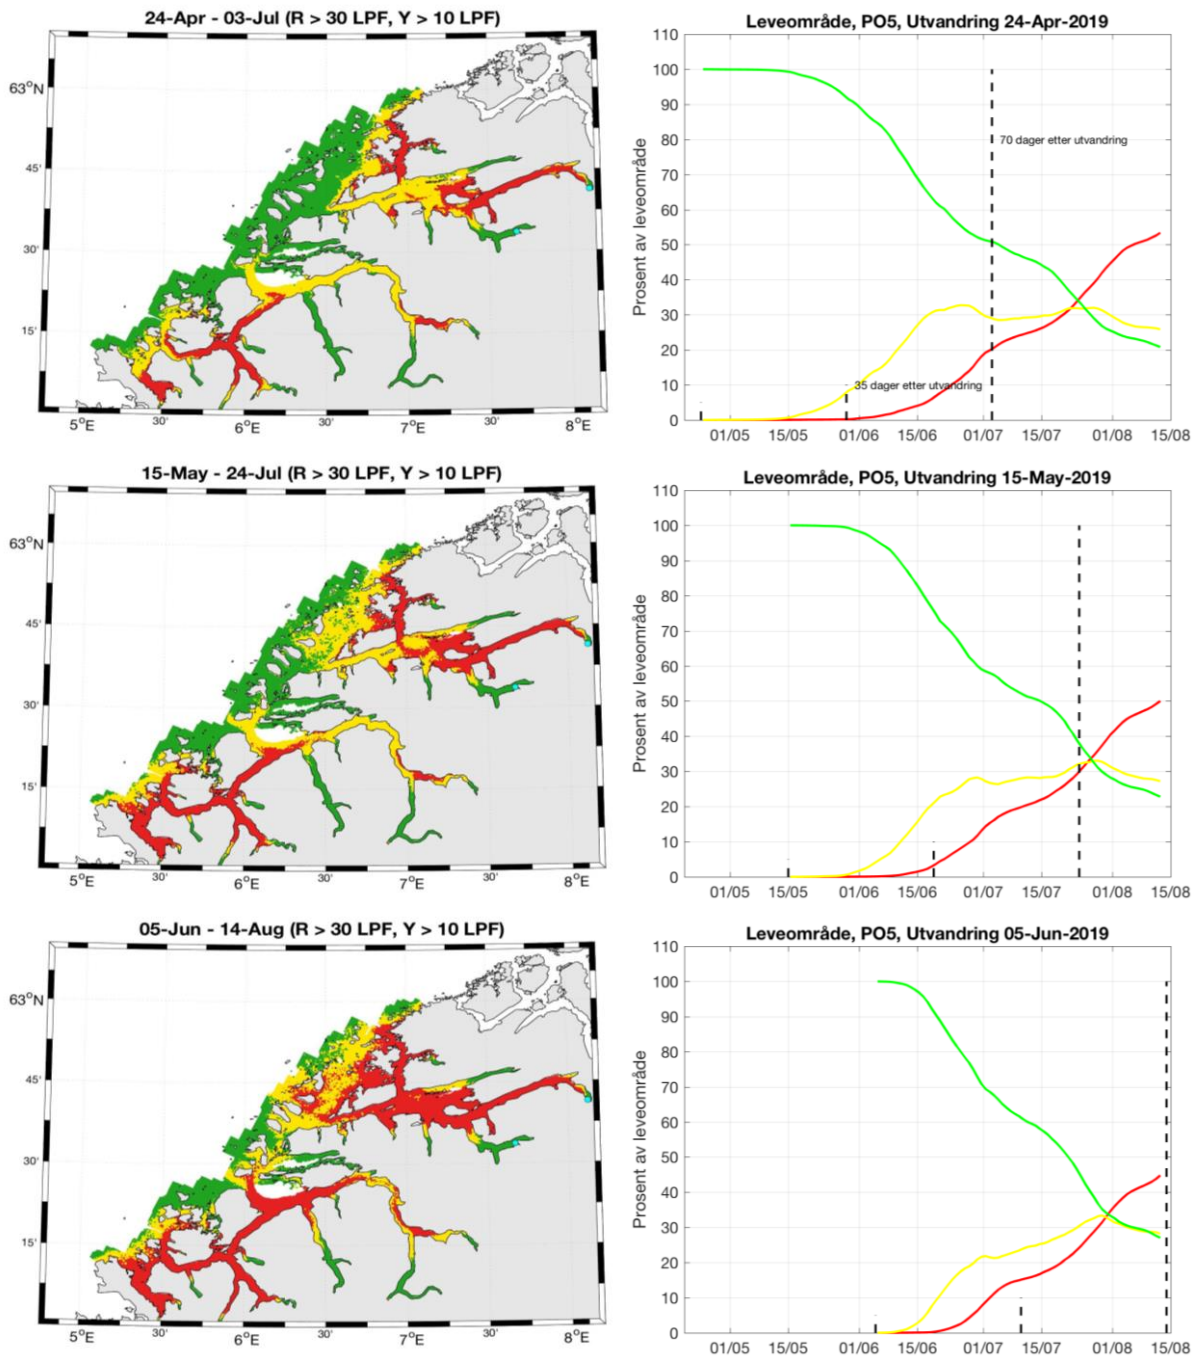 24-Apr - 03-Jul (R > 30 LPF, Y > 10 LPF)
63°N
45'
30'
15'
5°E
30'
6°E
30'
7°E
30'
8°E
Leveområde, PO5, Utvandring 24-Apr-2019
Prosent av leveområde
110
100
90
80
70
60
50
40
30
20
10
0
70 dager etter utvandring
35 dager etter utvandring
01/05 15/05 01/06 15/06 01/07 15/07 01/08 15/08
15-May - 24-Jul (R > 30 LPF, Y > 10 LPF)
63°N
45'
30'
15'
5°E
30'
6°E
30'
7°E
30'
8°E
Leveområde, PO5, Utvandring 15-May-2019
Prosent av leveområde
110
100
90
80
70
60
50
40
30
20
10
0
01/05 15/05 01/06 15/06 01/07 15/07 01/08 15/08
05-Jun - 14-Aug (R > 30 LPF, Y > 10 LPF)
63°N
45'
30'
15'
5°E
30'
6°E
30'
7°E
30'
8°E
Leveområde, PO5, Utvandring 05-Jun-2019
Prosent av leveområde
110
100
90
80
70
60
50
40
30
20
10
0
01/05 15/05 01/06 15/06 01/07 15/07 01/08 15/08